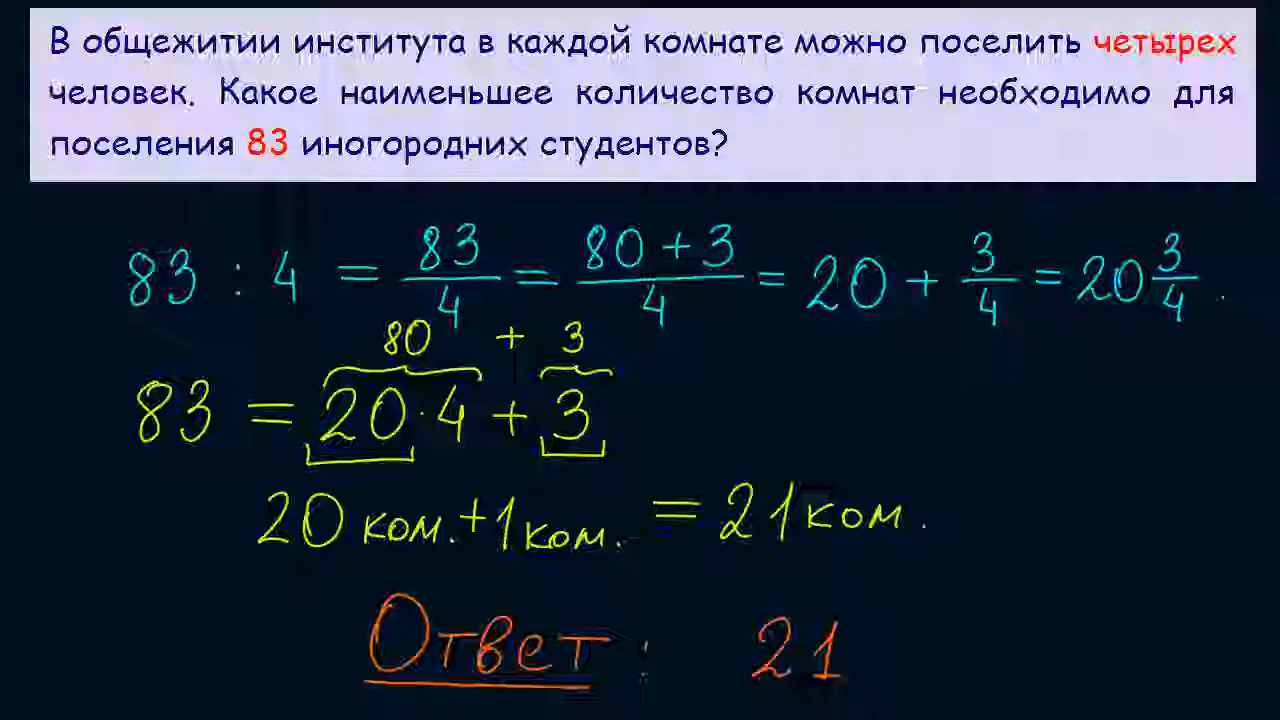 В общежитии института в каждой комнате можно поселить четырех
человек. Какое наименьшее количество комнат необходимо для
поселения 83 иногородних студентов?
83 : 4 = 83/4 = (80 + 3)/4 = 20 + 3/4 = 20 3/4.
80 + 3
83 = 20 · 4 + 3
20 ком. + 1 ком. = 21 ком.
Ответ: 21